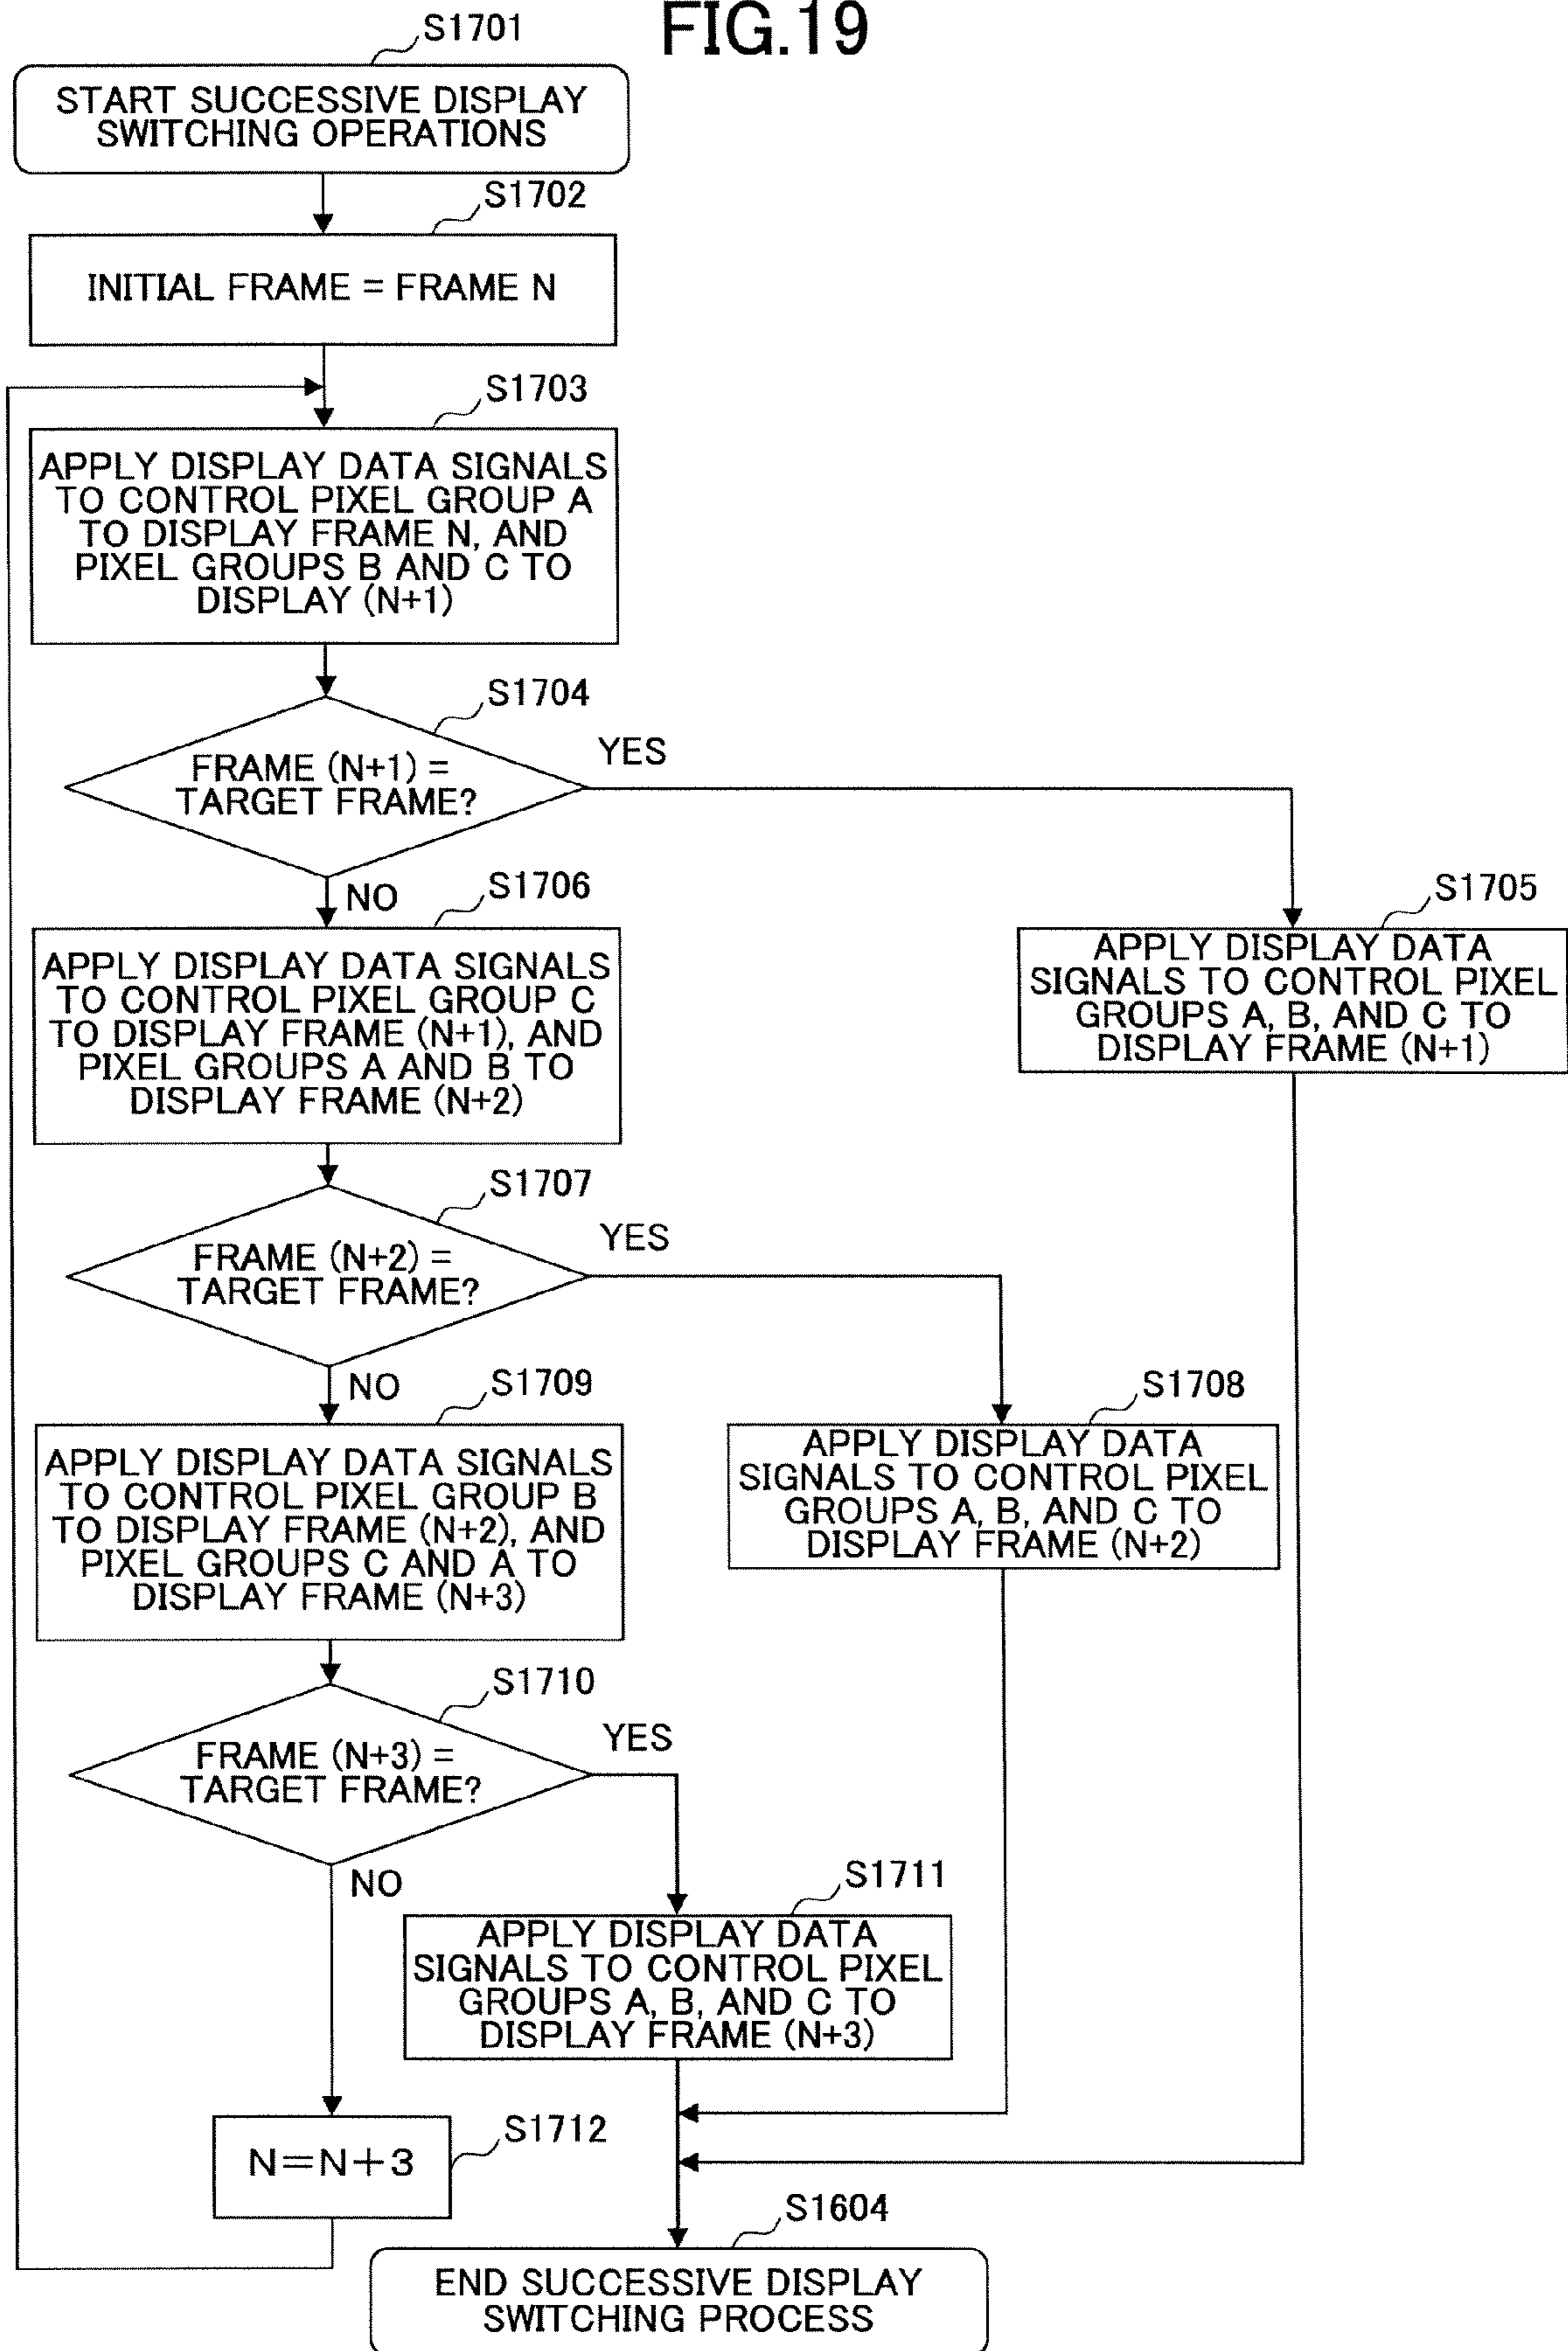 FIG.19
S1701
START SUCCESSIVE DISPLAY
SWITCHING OPERATIONS
S1702
INITIAL FRAME = FRAME N
S1703
APPLY DISPLAY DATA SIGNALS
TO CONTROL PIXEL GROUP A
TO DISPLAY FRAME N, AND
PIXEL GROUPS B AND C TO
DISPLAY (N+1)
S1704
FRAME (N+1) =
TARGET FRAME?
YES
NO
S1705
APPLY DISPLAY DATA
SIGNALS TO CONTROL PIXEL
GROUPS A, B, AND C TO
DISPLAY FRAME (N+1)
S1706
APPLY DISPLAY DATA SIGNALS
TO CONTROL PIXEL GROUP C
TO DISPLAY FRAME (N+1), AND
PIXEL GROUPS A AND B TO
DISPLAY FRAME (N+2)
S1707
FRAME (N+2) =
TARGET FRAME?
YES
NO
S1708
APPLY DISPLAY DATA
SIGNALS TO CONTROL PIXEL
GROUPS A, B, AND C TO
DISPLAY FRAME (N+2)
S1709
APPLY DISPLAY DATA SIGNALS
TO CONTROL PIXEL GROUP B
TO DISPLAY FRAME (N+2), AND
PIXEL GROUPS C AND A TO
DISPLAY FRAME (N+3)
S1710
FRAME (N+3) =
TARGET FRAME?
YES
NO
S1711
APPLY DISPLAY DATA
SIGNALS TO CONTROL PIXEL
GROUPS A, B, AND C TO
DISPLAY FRAME (N+3)
S1712
N=N+3
S1604
END SUCCESSIVE DISPLAY
SWITCHING PROCESS